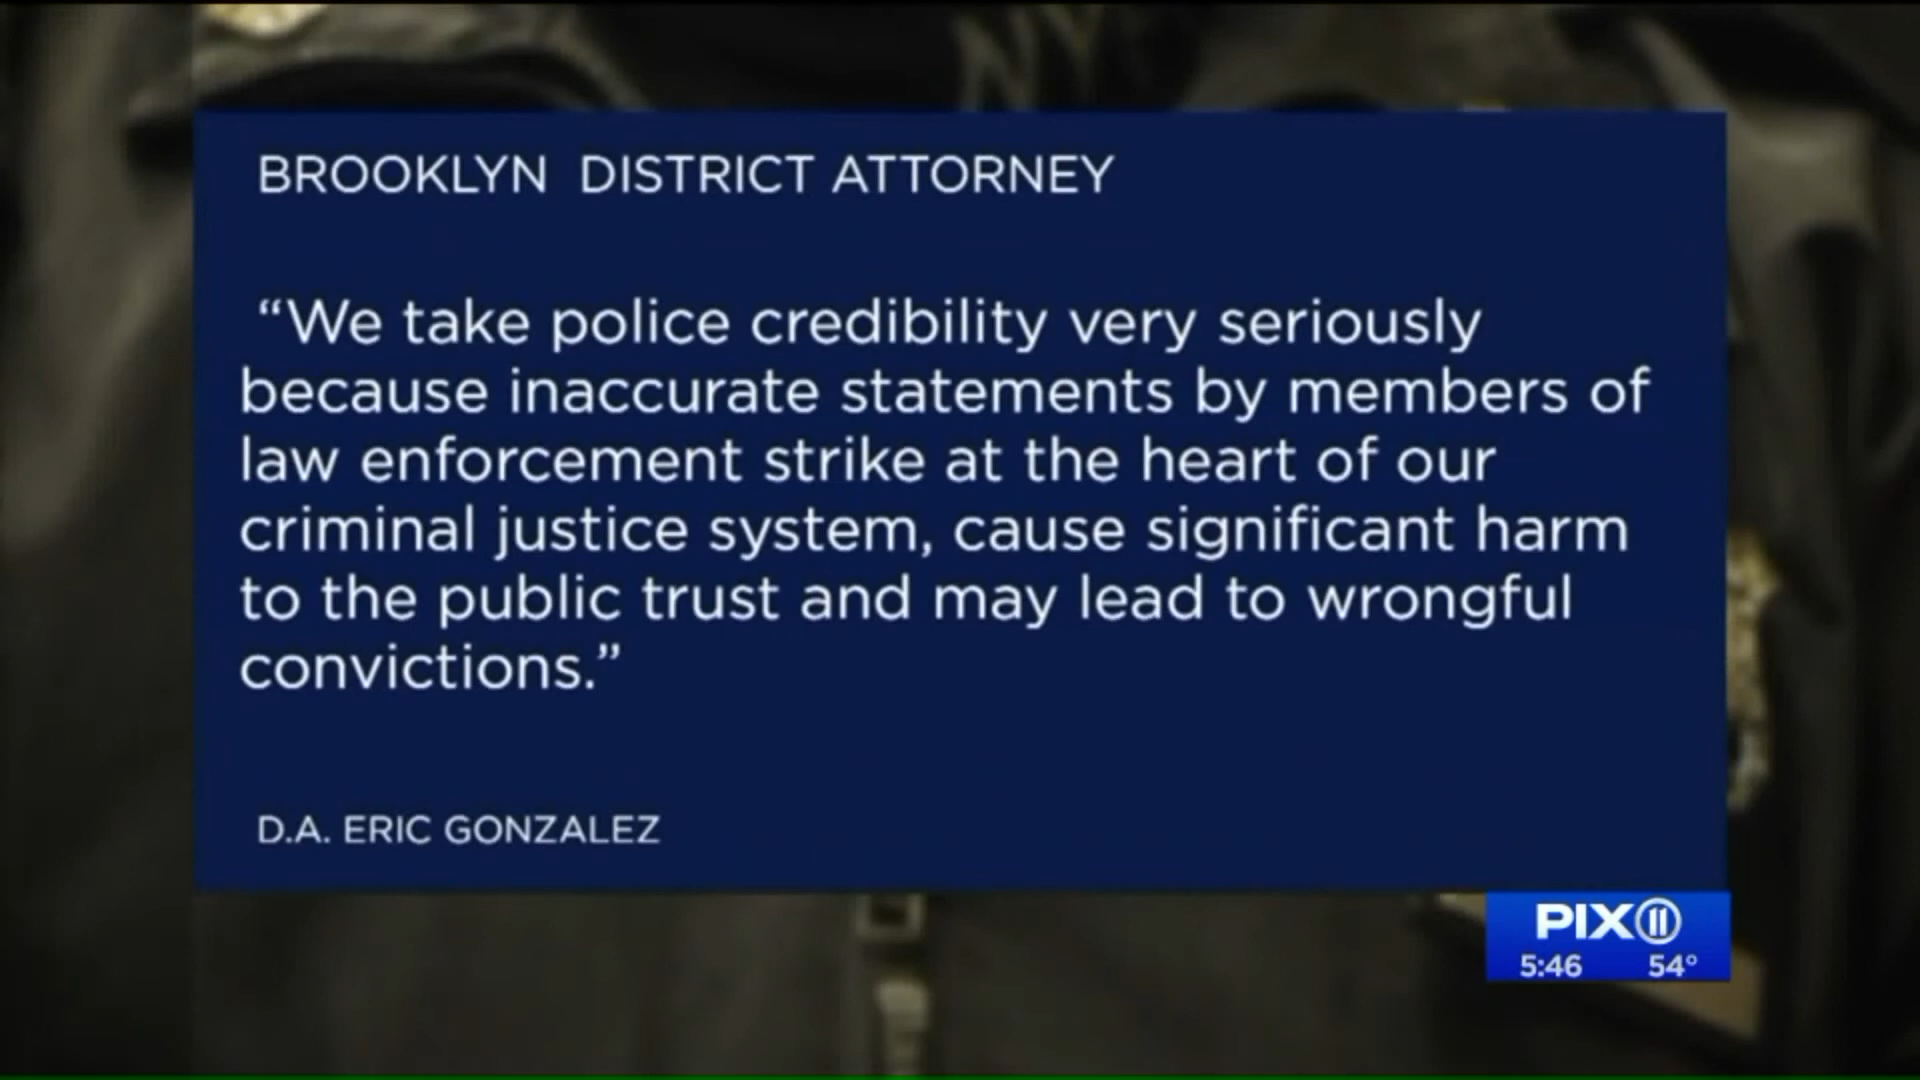 NY
BROOKLYN DISTRICT ATTORNEY
“We take police credibility very seriously
because inaccurate statements by members of
law enforcement strike at the heart of our
criminal justice system, cause significant harm
to the public trust and may lead to wrongful
convictions.”
D.A. ERIC GONZALEZ
PIX11
5:46 54°